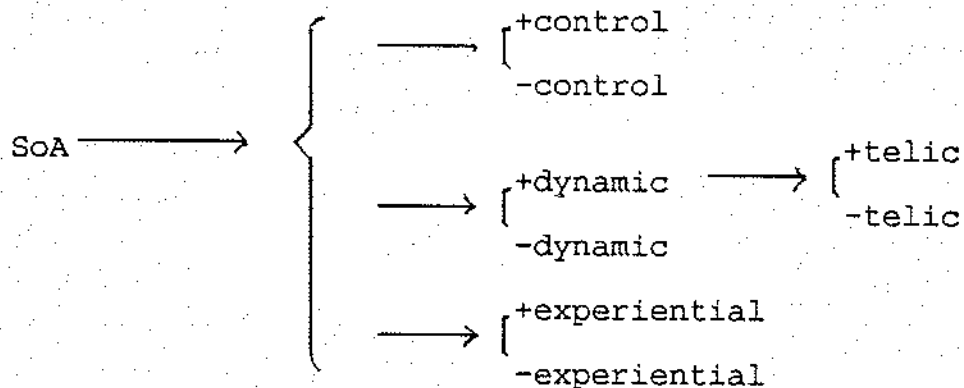 +control
-control
SoA
+telic
+dynamic
-telic
-dynamic
+experiential
-experiential